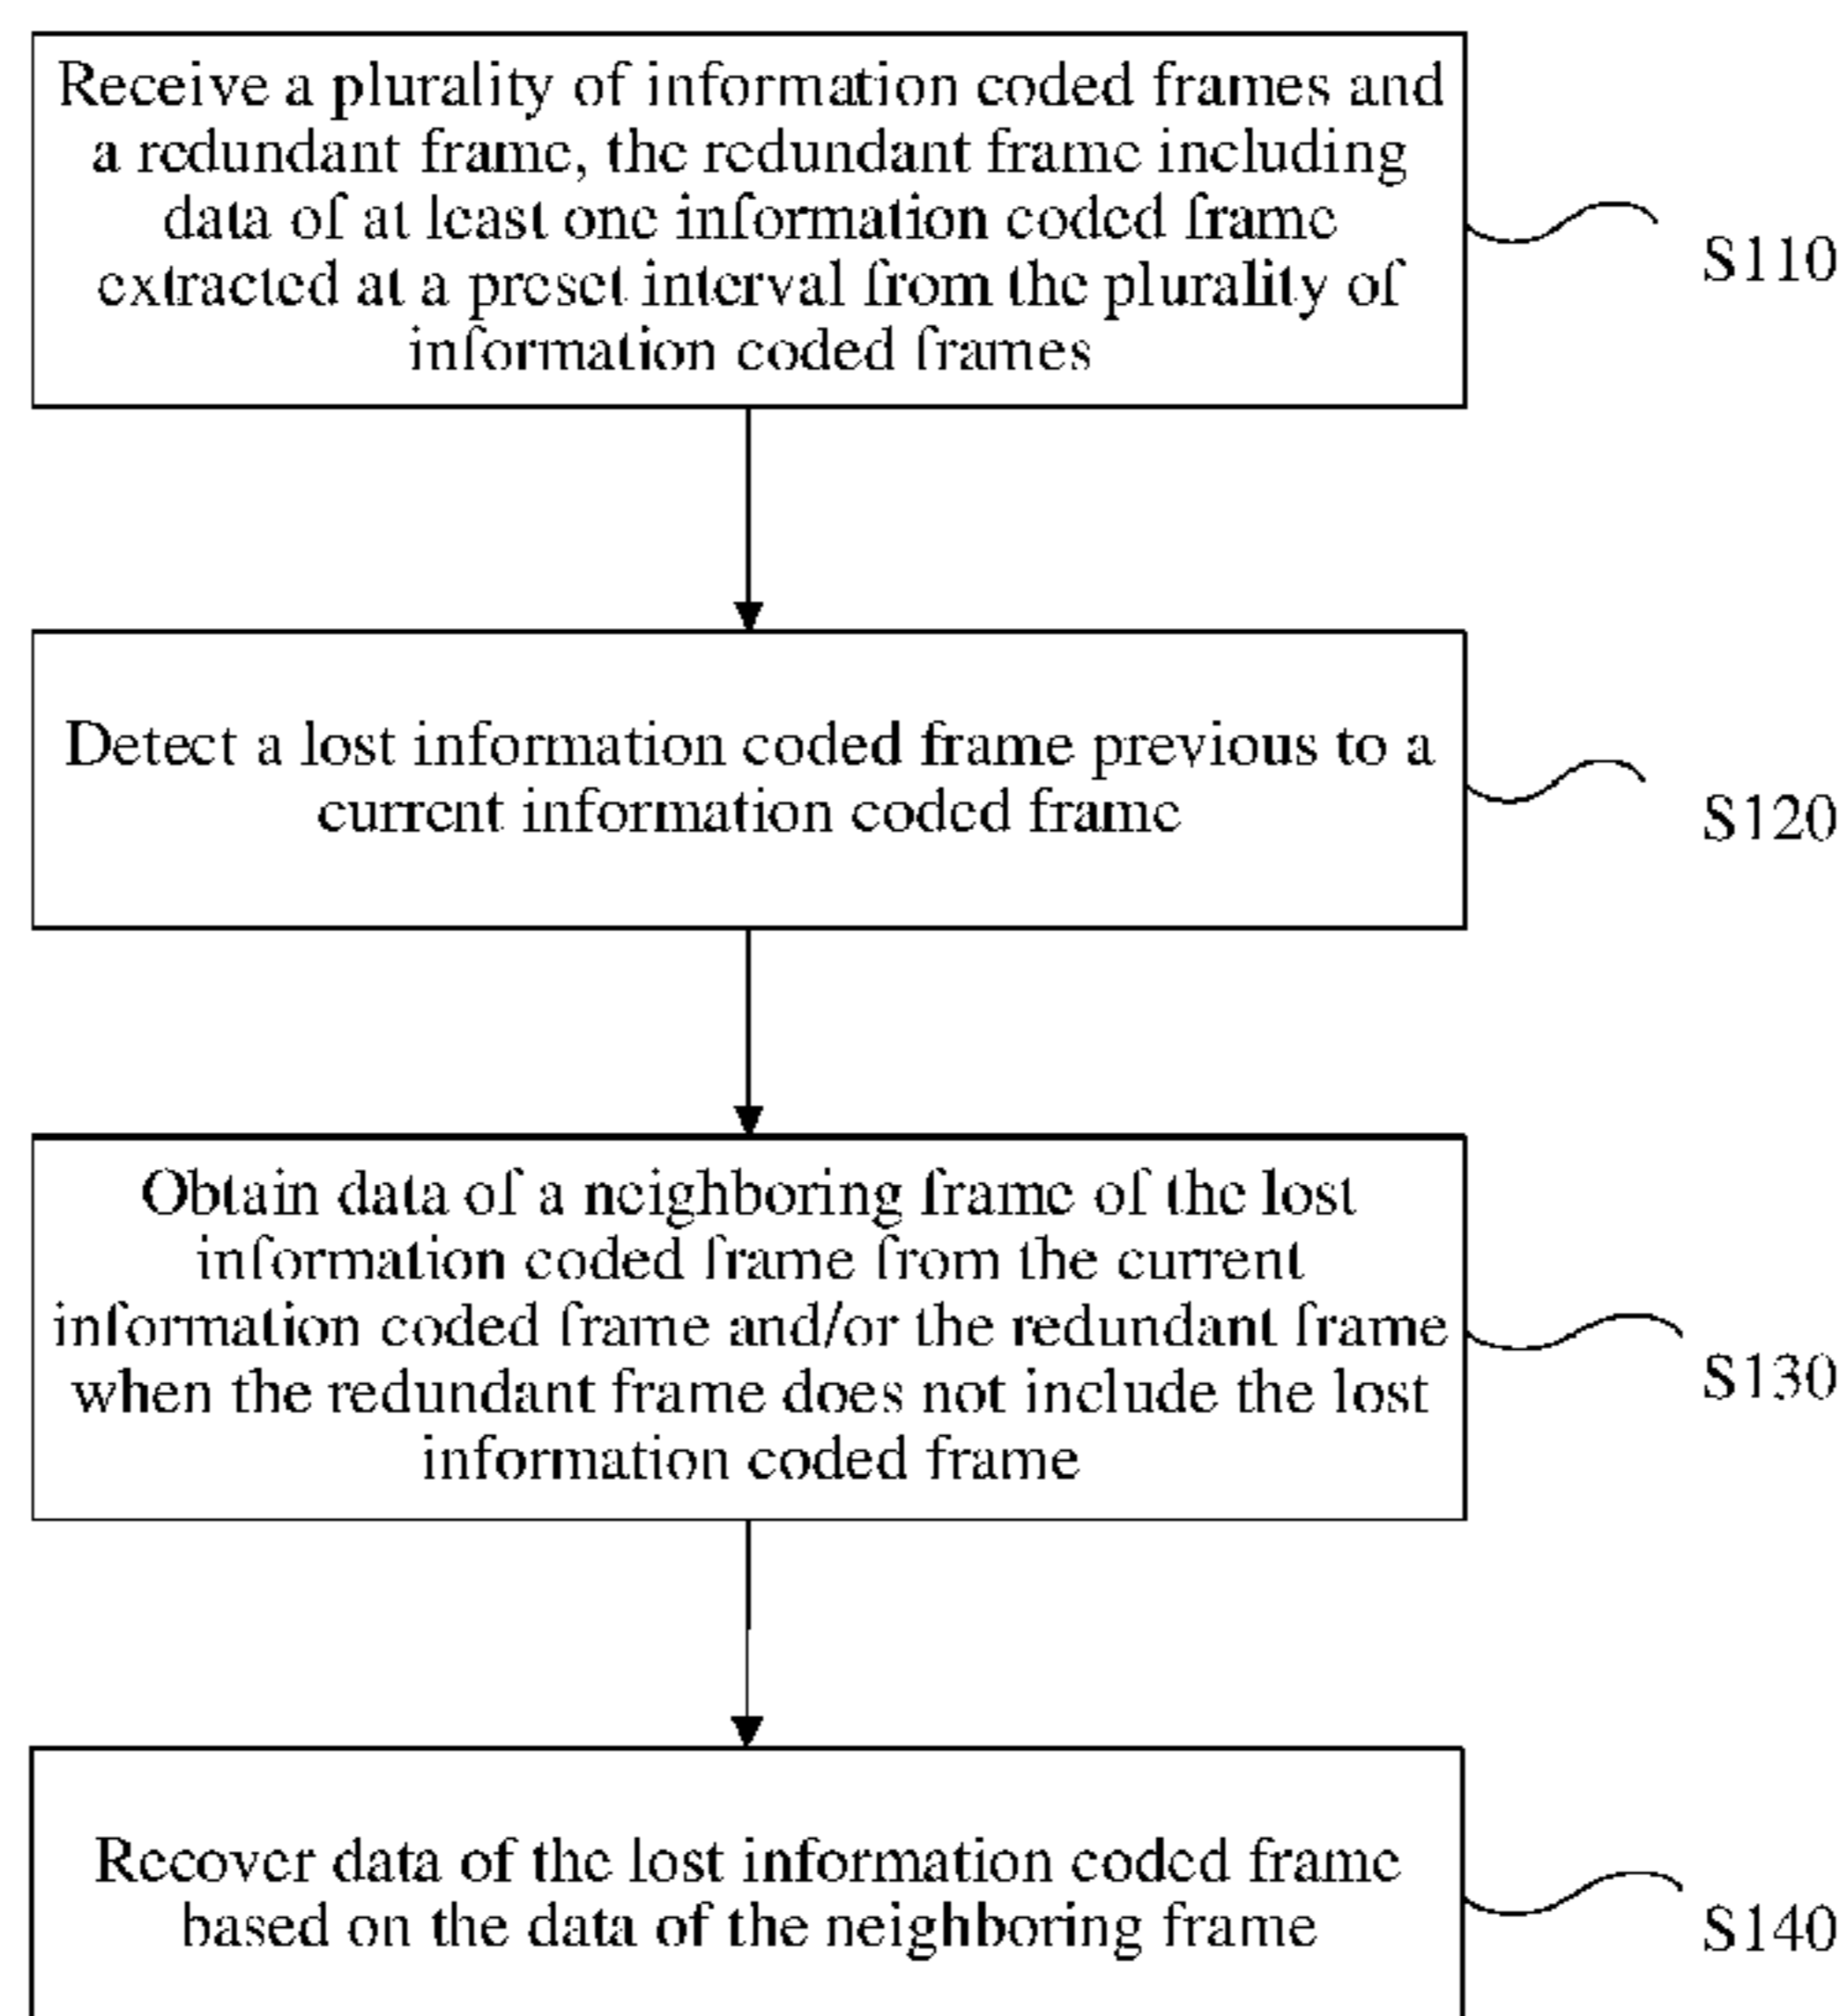 Receive a plurality of information coded frames and
a redundant frame, the redundant frame including
data of at least one information coded frame
extracted at a preset interval from the plurality of
information coded frames
S110
Detect a lost information coded frame previous to a
current information coded frame
S120
Obtain data of a neighboring frame of the lost
information coded frame from the current
information coded frame and/or the redundant frame
when the redundant frame does not include the lost
information coded frame
S130
Recover data of the lost information coded frame
based on the data of the neighboring frame
S140